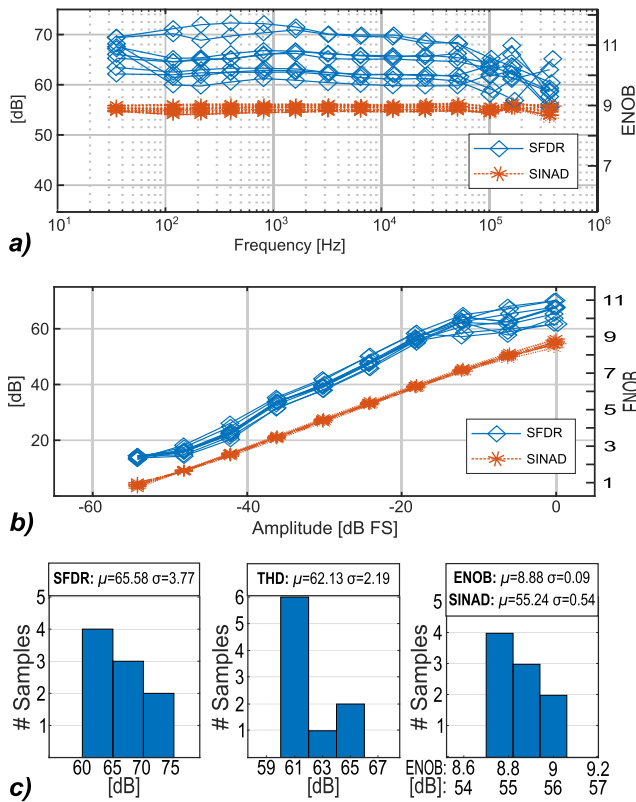 70
60
50
40
[dB]
11
9
7
ENOB
SFDR
SINAD
10^1 10^2 10^3 10^4 10^5 10^6
Frequency [Hz]
a)
60
40
20
[dB]
11
9
7
5
3
1
ENOB
SFDR
SINAD
-60 -40 -20 0
Amplitude [dB FS]
b)
SFDR: μ=65.58 σ=3.77
5
4
3
2
1
# Samples
60 65 70 75
[dB]
THD: μ=62.13 σ=2.19
6
5
4
3
2
1
# Samples
59 61 63 65 67
[dB]
ENOB: μ=8.88 σ=0.09
SINAD: μ=55.24 σ=0.54
5
4
3
2
1
# Samples
ENOB: 8.6 8.8 9 9.2
[dB]: 54 55 56 57
c)